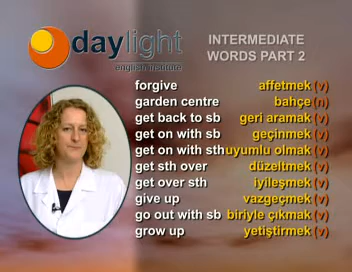 daylight
english institute
INTERMEDIATE
WORDS PART 2
forgive affetmek (v)
garden centre bahçe (n)
get back to sb geri aramak (v)
get on with sb geçinmek (v)
get on with sth uyumlu olmak (v)
get sth over düzeltmek (v)
get over sth iyileşmek (v)
give up vazgeçmek (v)
go out with sb biriyle çıkmak (v)
grow up yetiştirmek (v)